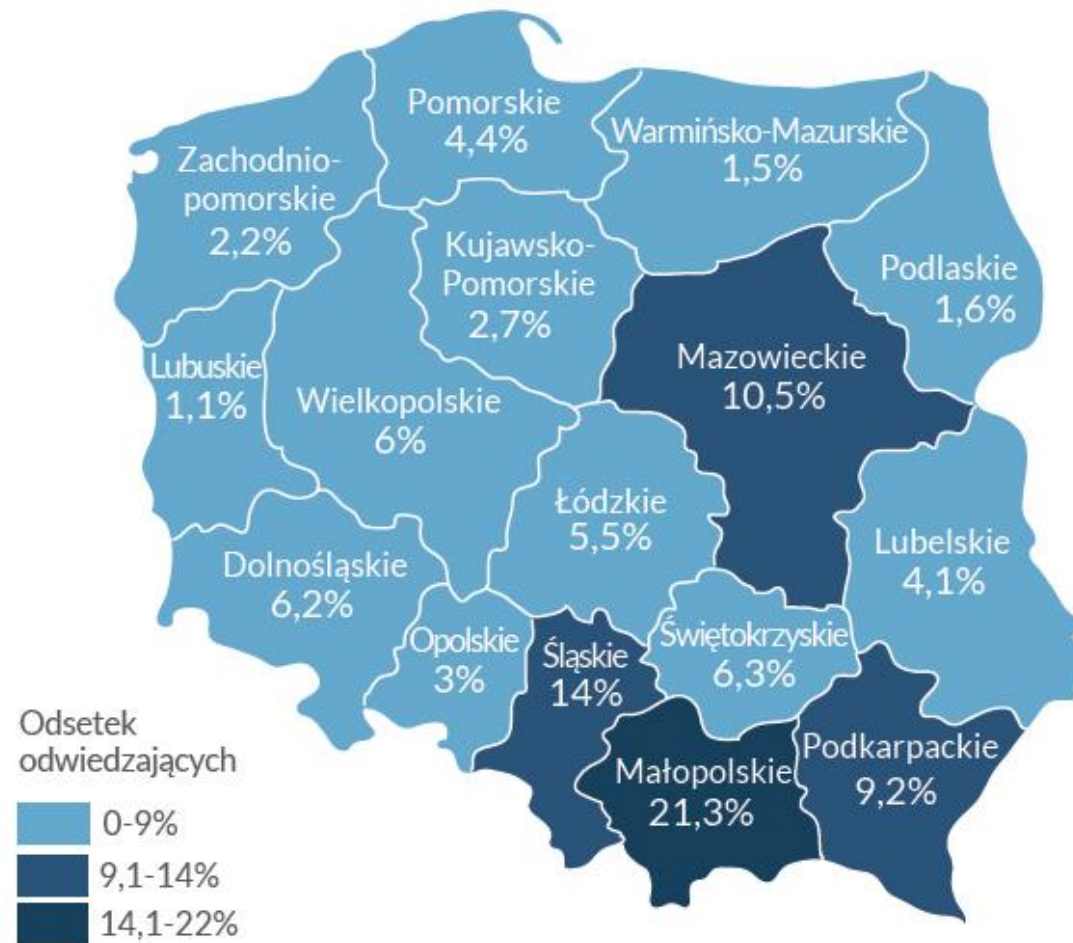 Pomorskie
4,4%
Warmińsko-Mazurskie
1,5%
Zachodnio-
pomorskie
2,2%
Kujawsko-
Pomorskie
2,7%
Podlaskie
1,6%
Mazowieckie
10,5%
Lubuskie
1,1%
Wielkopolskie
6%
Łódzkie
5,5%
Lubelskie
4,1%
Dolnośląskie
6,2%
Opolskie
3%
Śląskie
14%
Świętokrzyskie
6,3%
Małopolskie
21,3%
Podkarpackie
9,2%
Odsetek
odwiedzających
0-9%
9,1-14%
14,1-22%